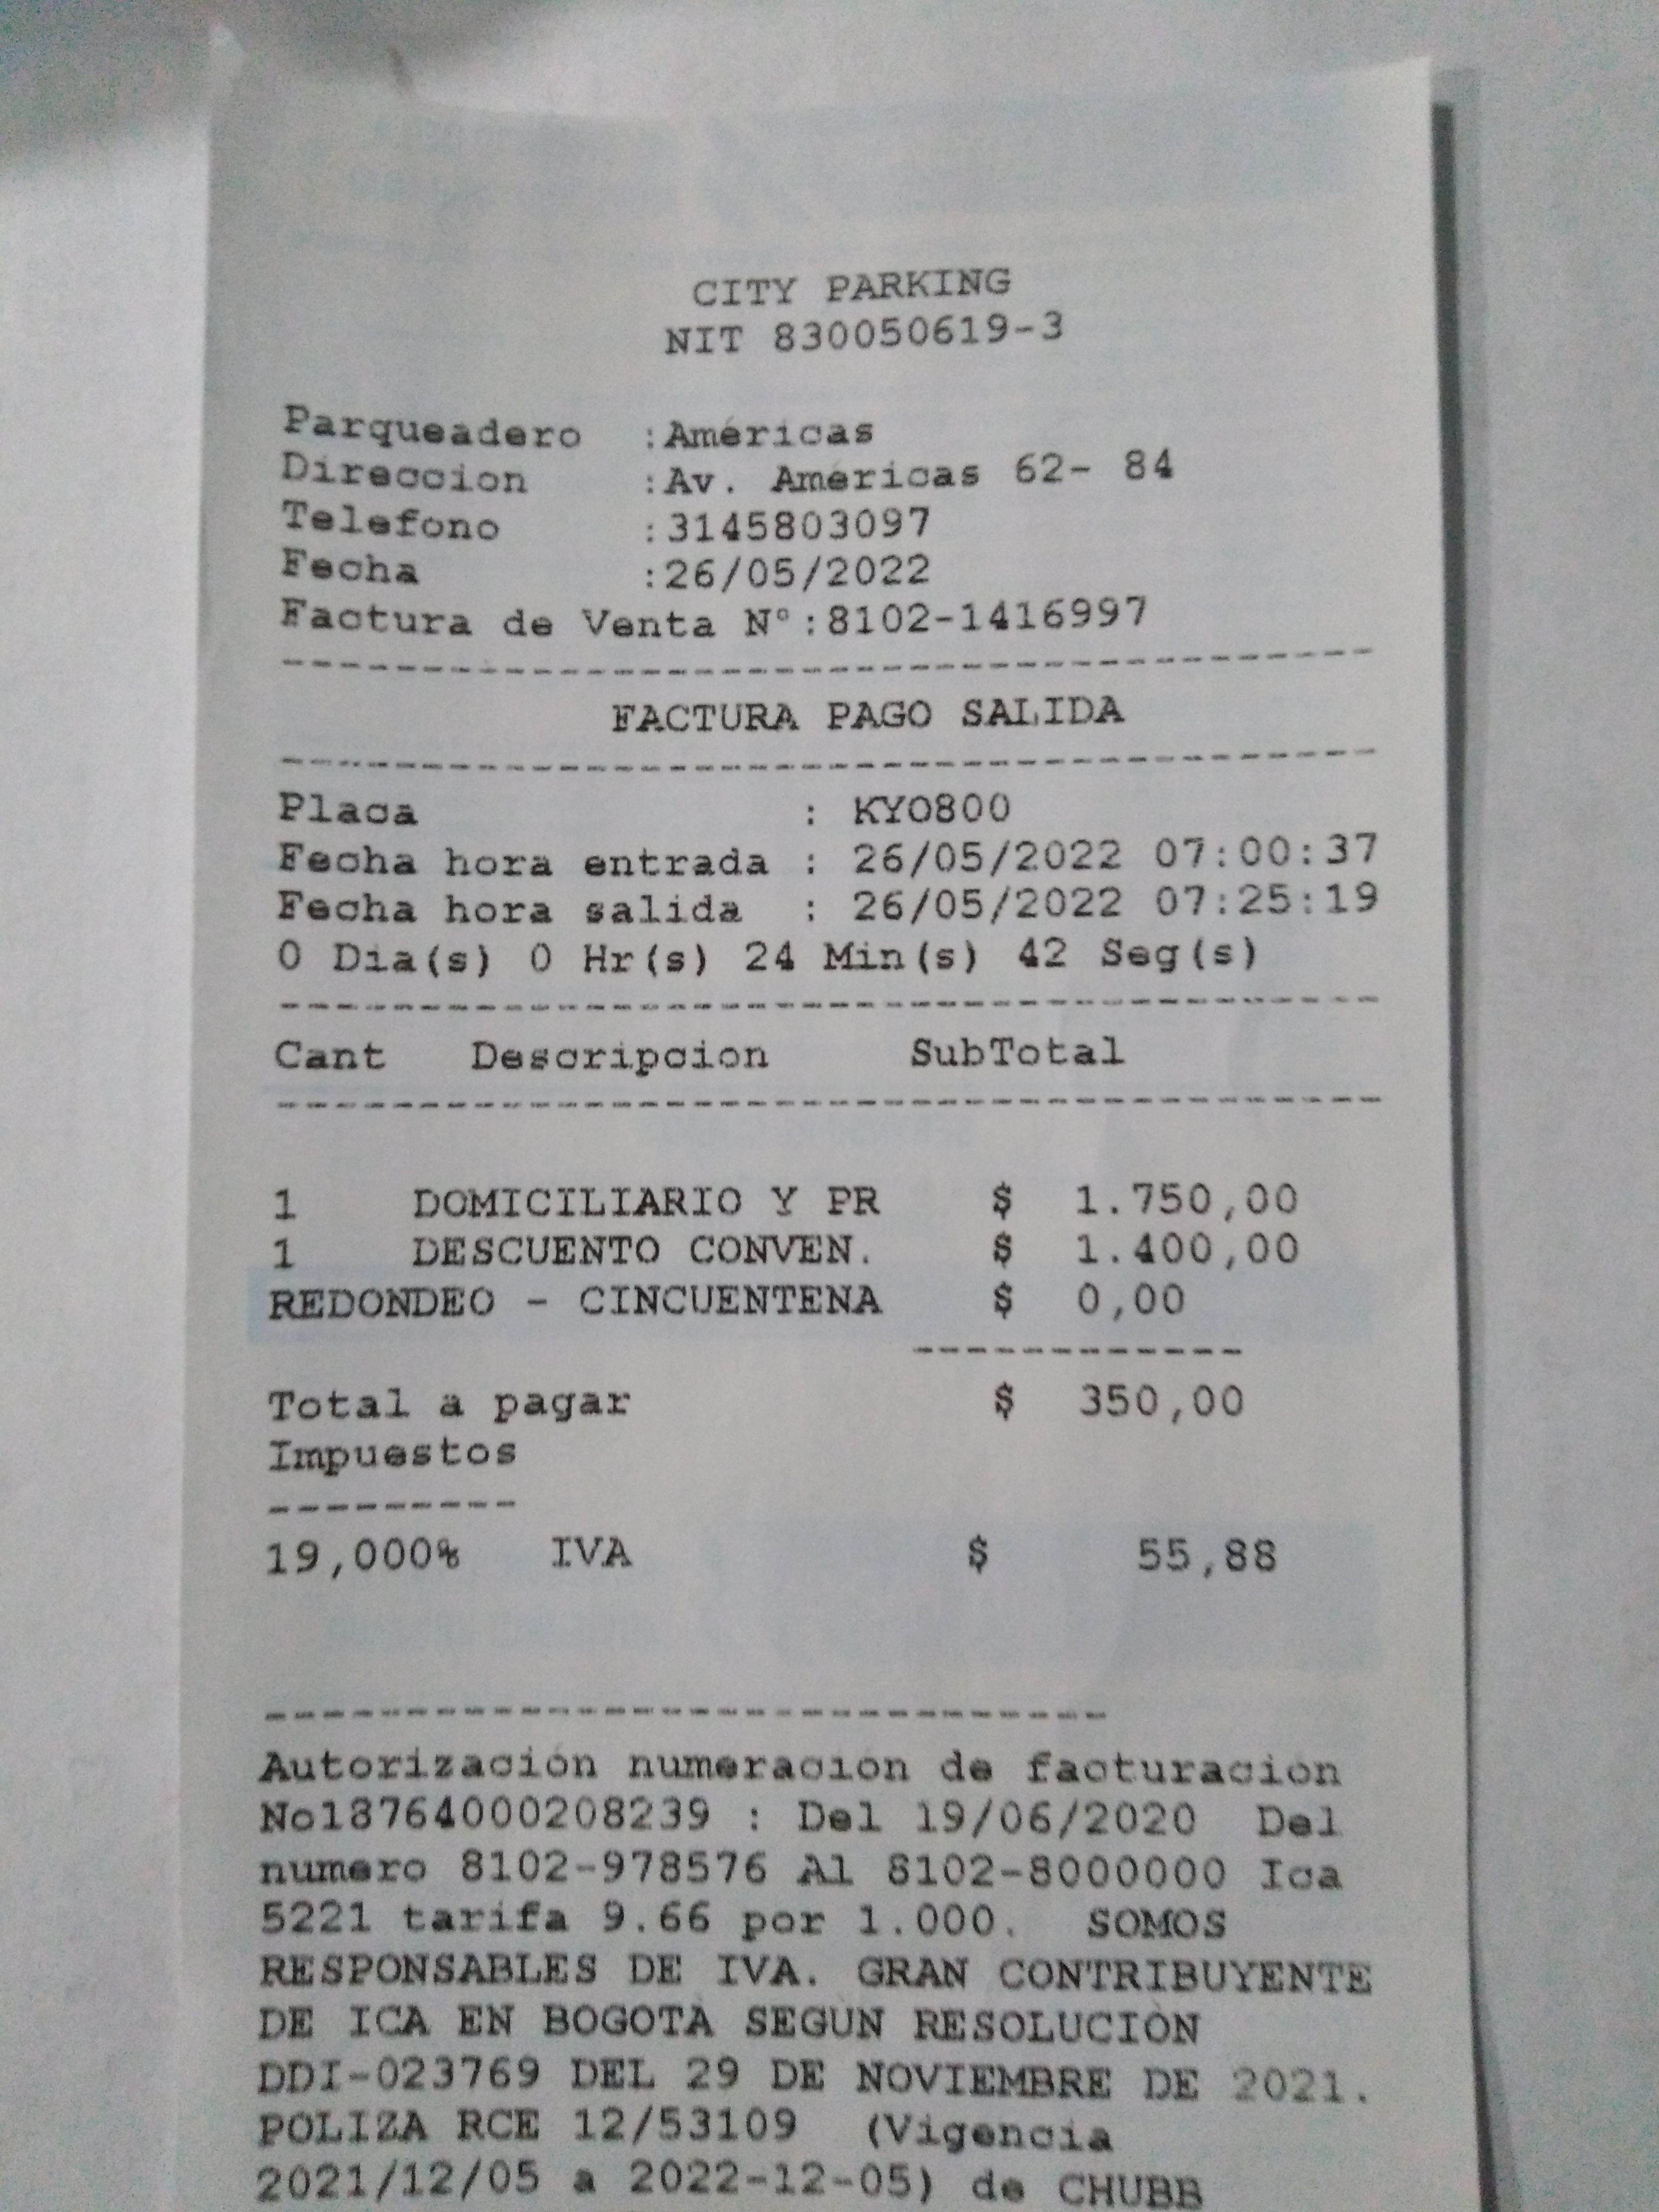 CITY PARKING
NIT 830050619-3
Parqueadero :Américas
Direccion :Av. Américas 62- 84
Telefono :3145803097
Fecha :26/05/2022
Factura de Venta N°:8102-1416997
FACTURA PAGO SALIDA
Placa : KYO800
Fecha hora entrada : 26/05/2022 07:00:37
Fecha hora salida : 26/05/2022 07:25:19
0 Dia(s) 0 Hr(s) 24 Min(s) 42 Seg(s)
Cant Descripcion SubTotal
1 DOMICILIARIO Y PR $ 1.750,00
1 DESCUENTO CONVEN. $ 1.400,00
REDONDEO - CINCUENTENA $ 0,00
Total a pagar $ 350,00
Impuestos
19,000% IVA $ 55,88
Autorización numeración de facturación
No18764000208239 : Del 19/06/2020 Del
numero 8102-978576 Al 8102-8000000 Ica
5221 tarifa 9.66 por 1.000. SOMOS
RESPONSABLES DE IVA. GRAN CONTRIBUYENTE
DE ICA EN BOGOTÁ SEGÚN RESOLUCIÓN
DDI-023769 DEL 29 DE NOVIEMBRE DE 2021.
POLIZA RCE 12/53109 (Vigencia
2021/12/05 a 2022-12-05) de CHUBB